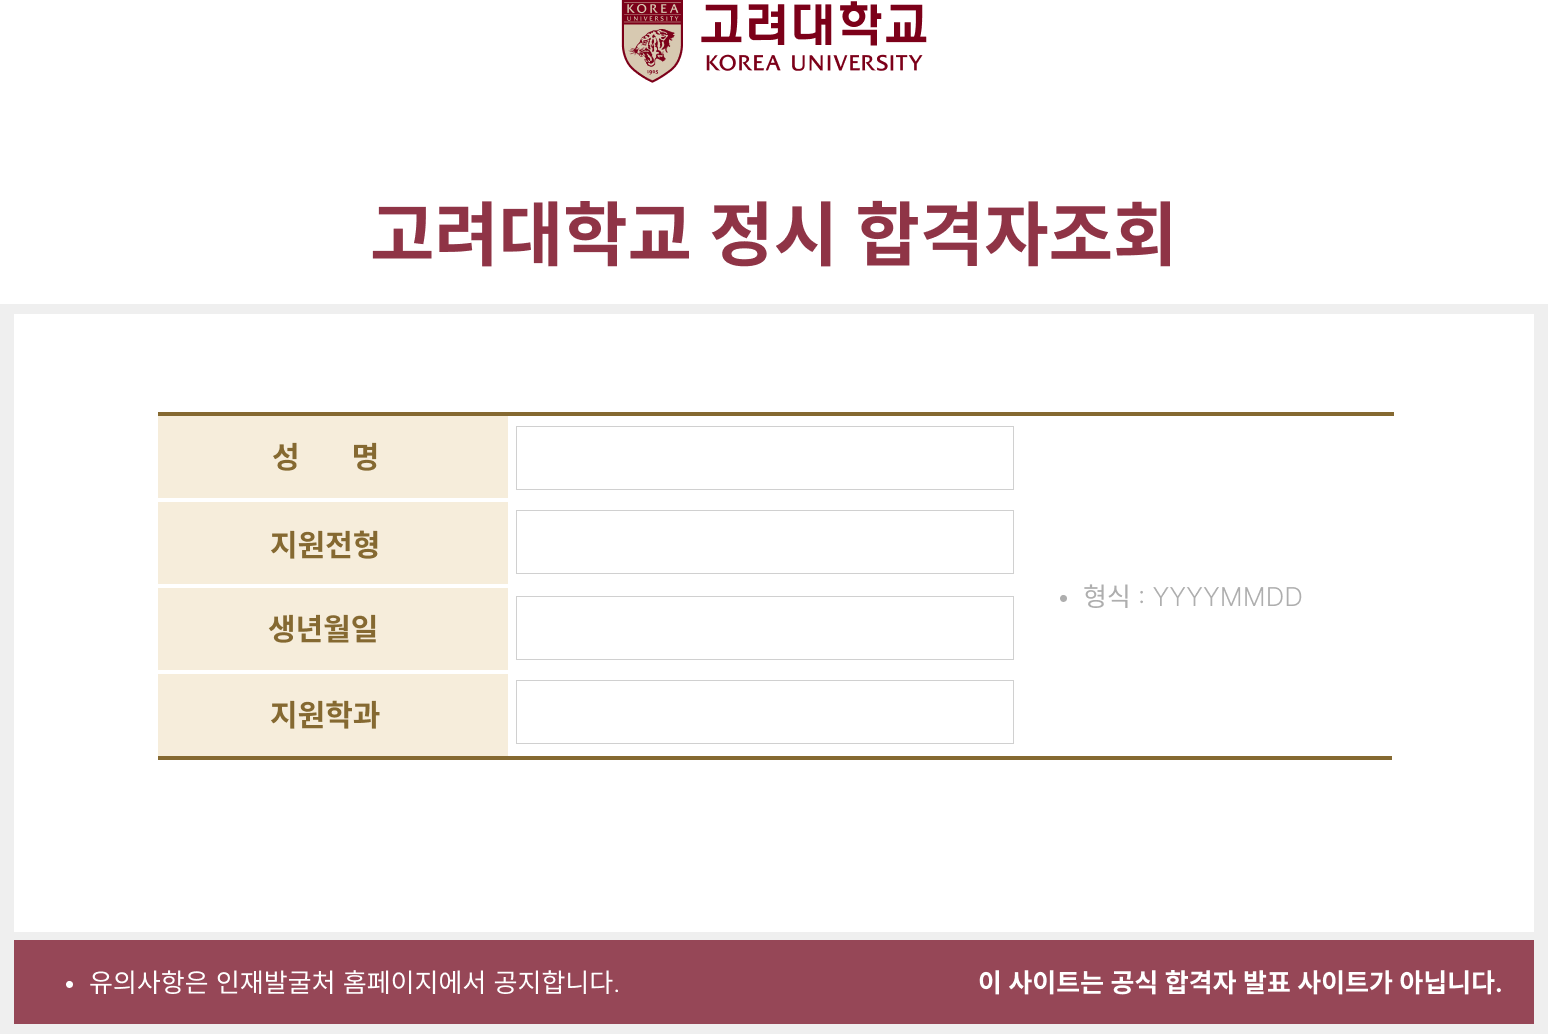 KOREA
UNIVERSITY
1905
고려대학교
KOREA UNIVERSITY
고려대학교 정시 합격자조회
성 명
지원전형
생년월일
• 형식 : YYYYMMDD
지원학과
• 유의사항은 인재발굴처 홈페이지에서 공지합니다.
이 사이트는 공식 합격자 발표 사이트가 아닙니다.